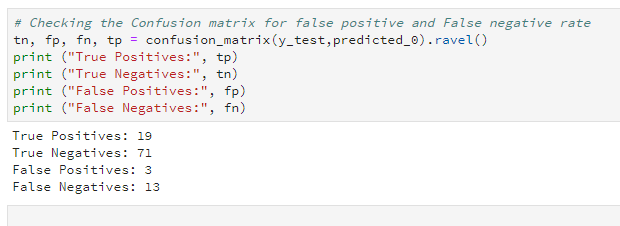 # Checking the Confusion matrix for false positive and False negative rate
tn, fp, fn, tp = confusion_matrix(y_test,predicted_0).ravel()
print ("True Positives:", tp)
print ("True Negatives:", tn)
print ("False Positives:", fp)
print ("False Negatives:", fn)
True Positives: 19
True Negatives: 71
False Positives: 3
False Negatives: 13